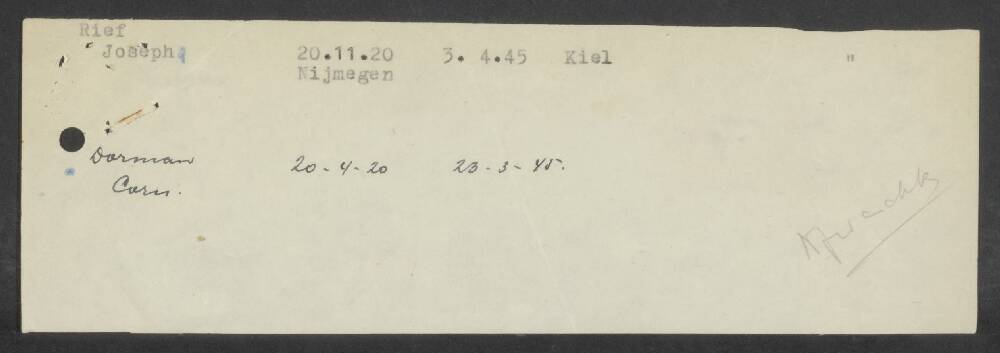 Rief
Joseph 20.11.20 3. 4.45 Kiel "
Nijmegen
Dorman 20-4-20 23-3-45.
Corn.